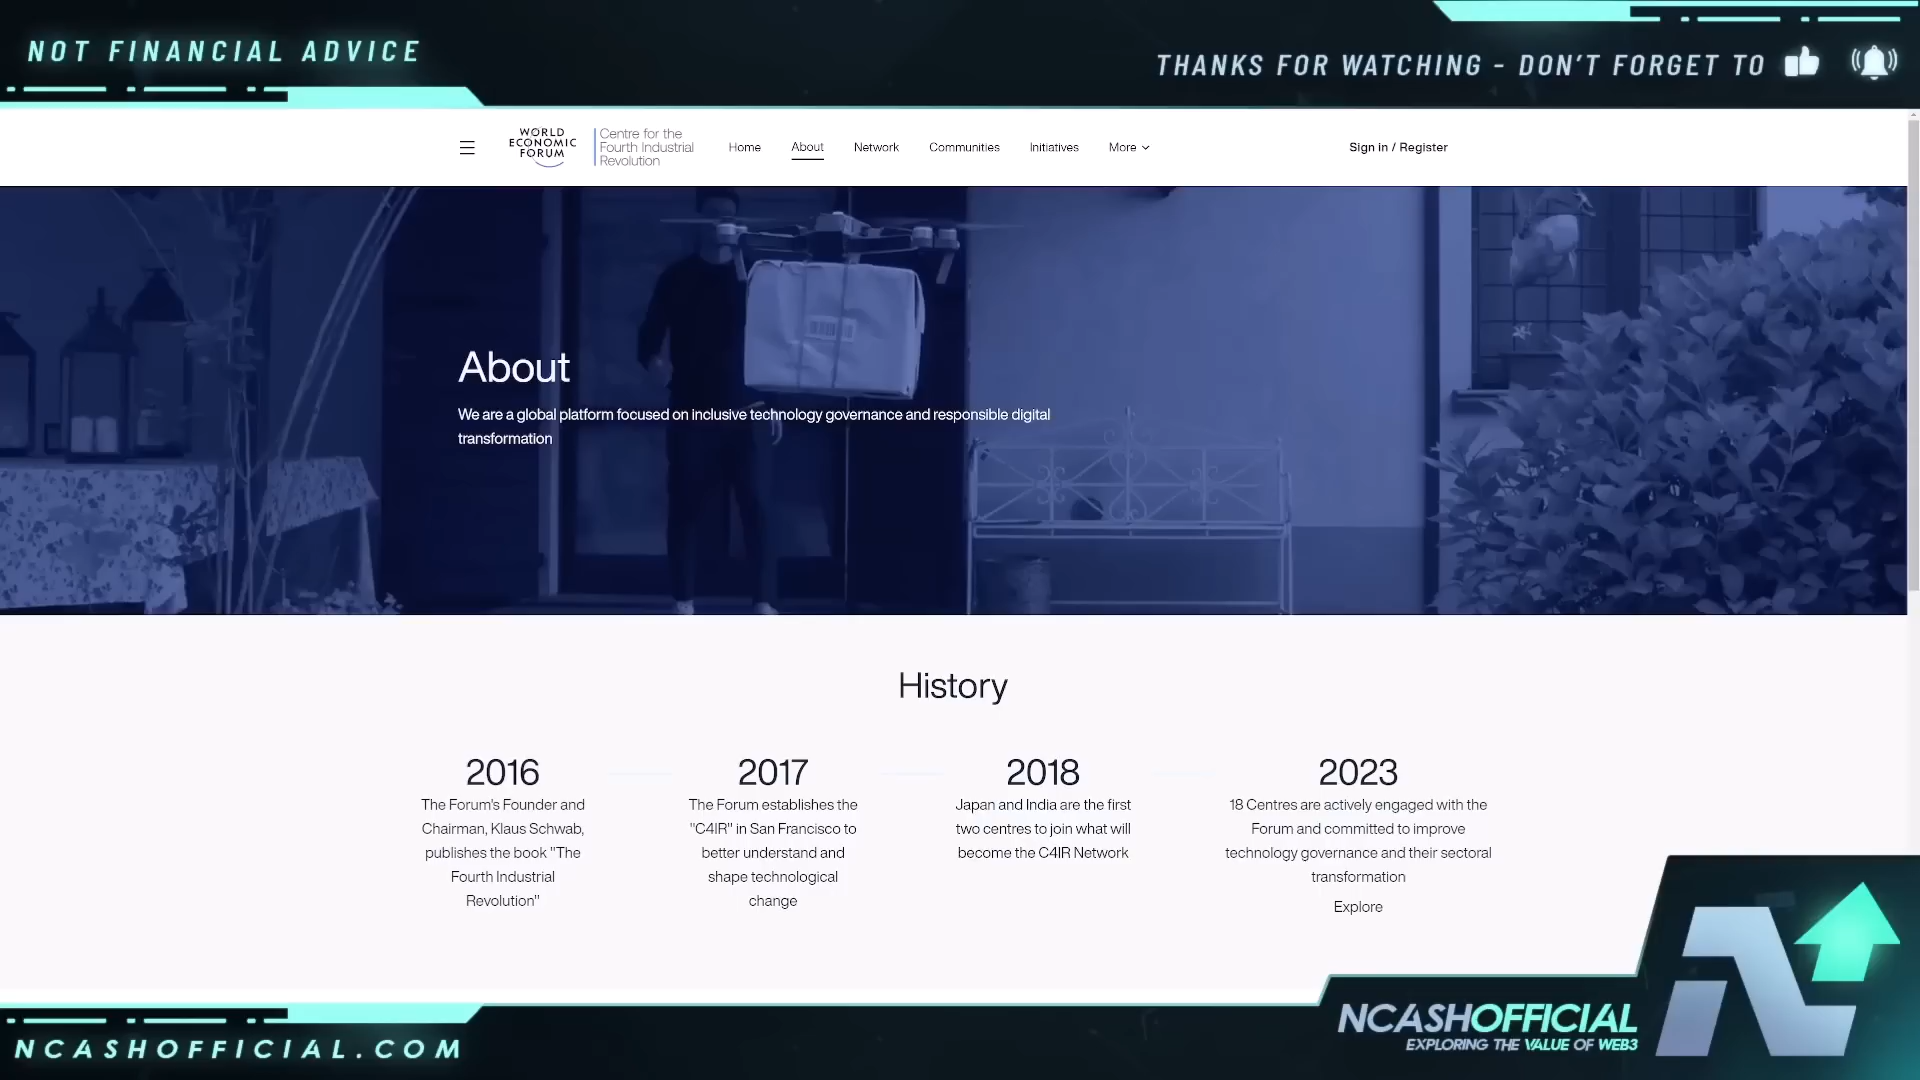 NOT FINANCIAL ADVICE
THANKS FOR WATCHING - DON'T FORGET TO
WORLD
ECONOMIC
FORUM
Centre for the
Fourth Industrial
Revolution
Home
About
Network
Communities
Initiatives
More
Sign in / Register
About
We are a global platform focused on inclusive technology governance and responsible digital
transformation
History
2016
The Forum's Founder and
Chairman, Klaus Schwab,
publishes the book "The
Fourth Industrial
Revolution"
2017
The Forum establishes the
"C4IR" in San Francisco to
better understand and
shape technological
change
2018
Japan and India are the first
two centres to join what will
become the C4IR Network
2023
18 Centres are actively engaged with the
Forum and committed to improve
technology governance and their sectoral
transformation
Explore
NCASHOFFICIAL.COM
NCASHOFFICIAL
EXPLORING THE VALUE OF WEB3